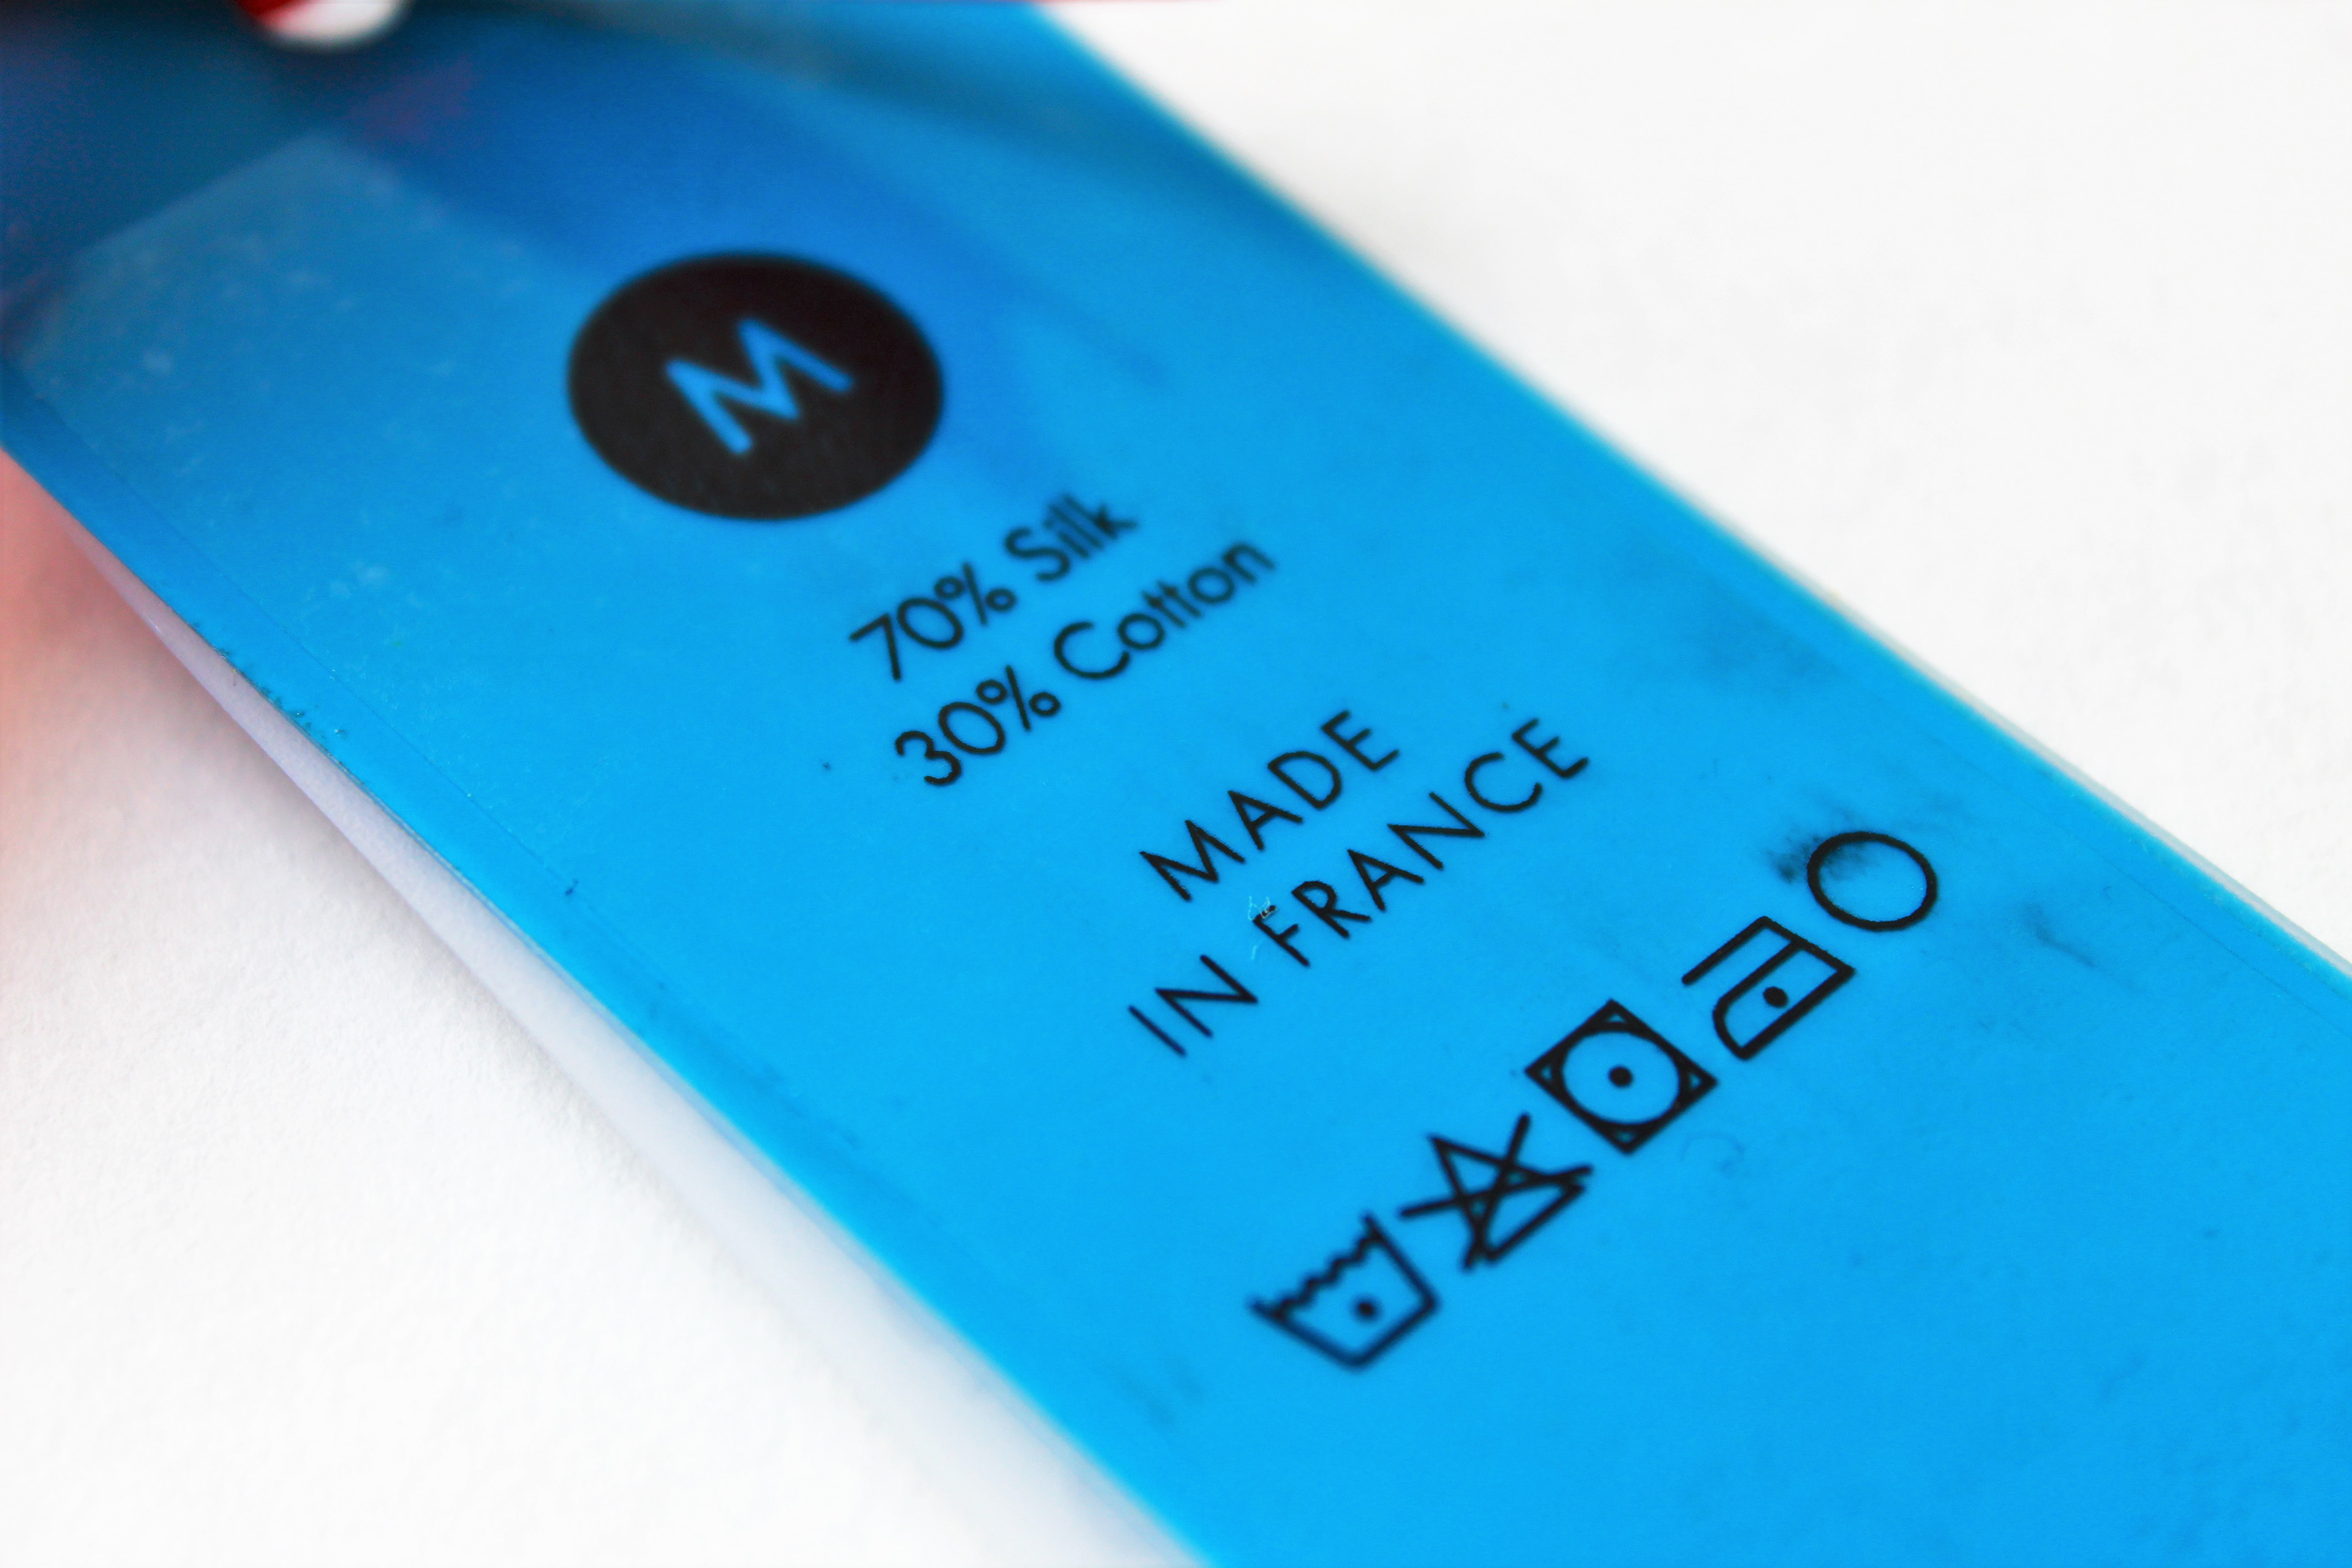 M
70% Silk
30% Cotton
MADE
IN FRANCE